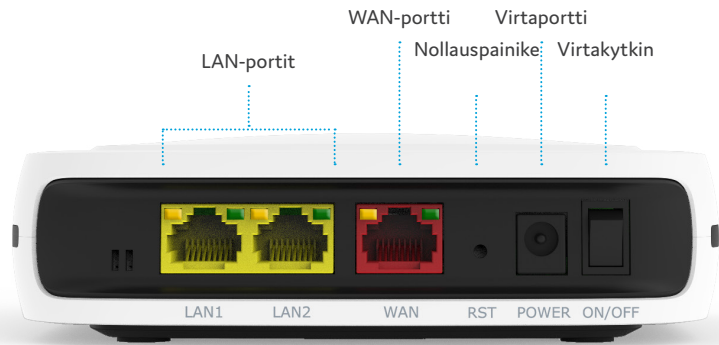 WAN-portti Virtaportti
LAN-portit Nollauspainike Virtakytkin
LAN1 LAN2 WAN RST POWER ON/OFF